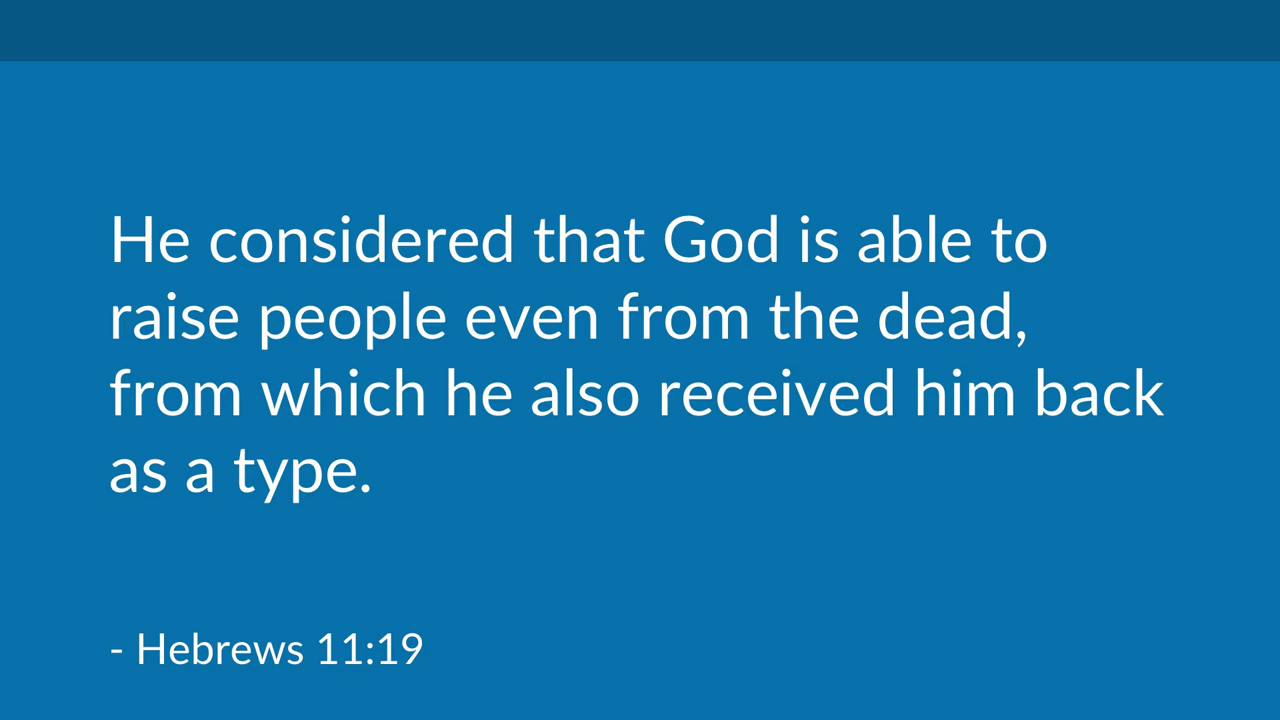 He considered that God is able to
raise people even from the dead,
from which he also received him back
as a type.
- Hebrews 11:19